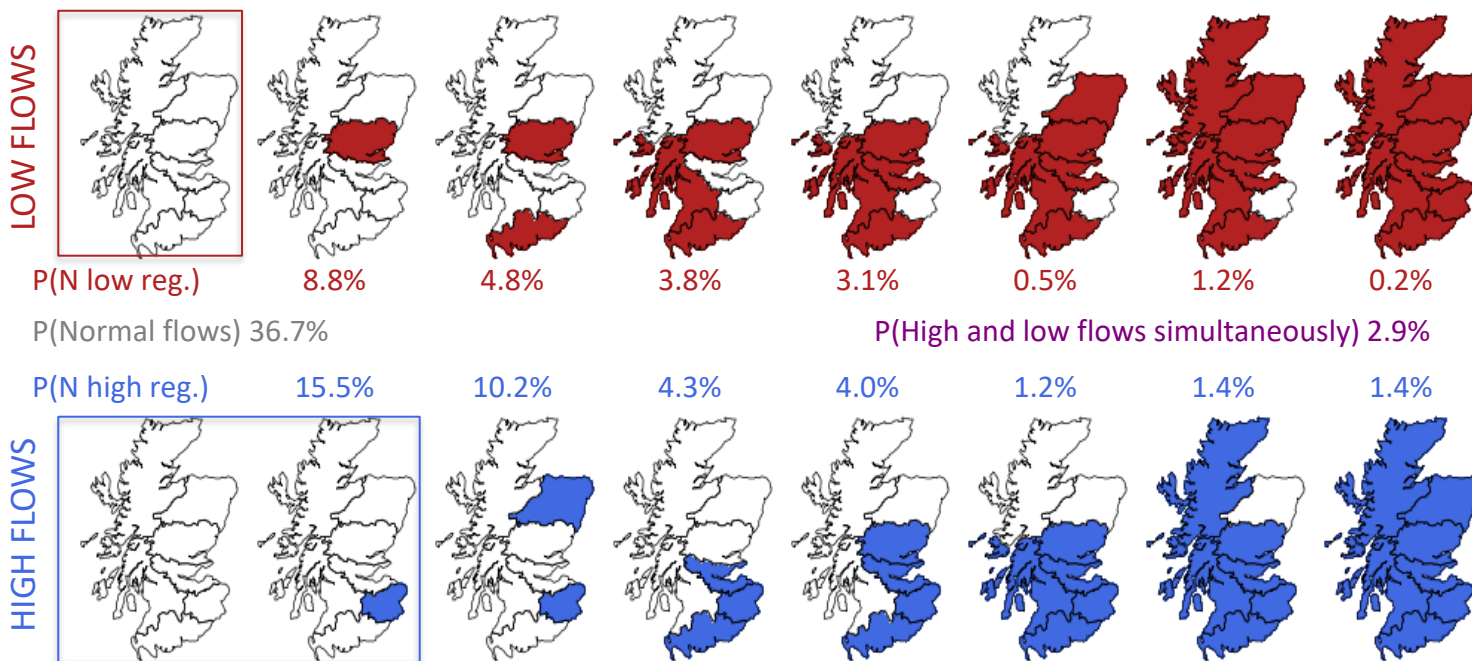 LOW FLOWS
P(N low reg.) 8.8% 4.8% 3.8% 3.1% 0.5% 1.2% 0.2%
P(Normal flows) 36.7% P(High and low flows simultaneously) 2.9%
P(N high reg.) 15.5% 10.2% 4.3% 4.0% 1.2% 1.4% 1.4%
HIGH FLOWS